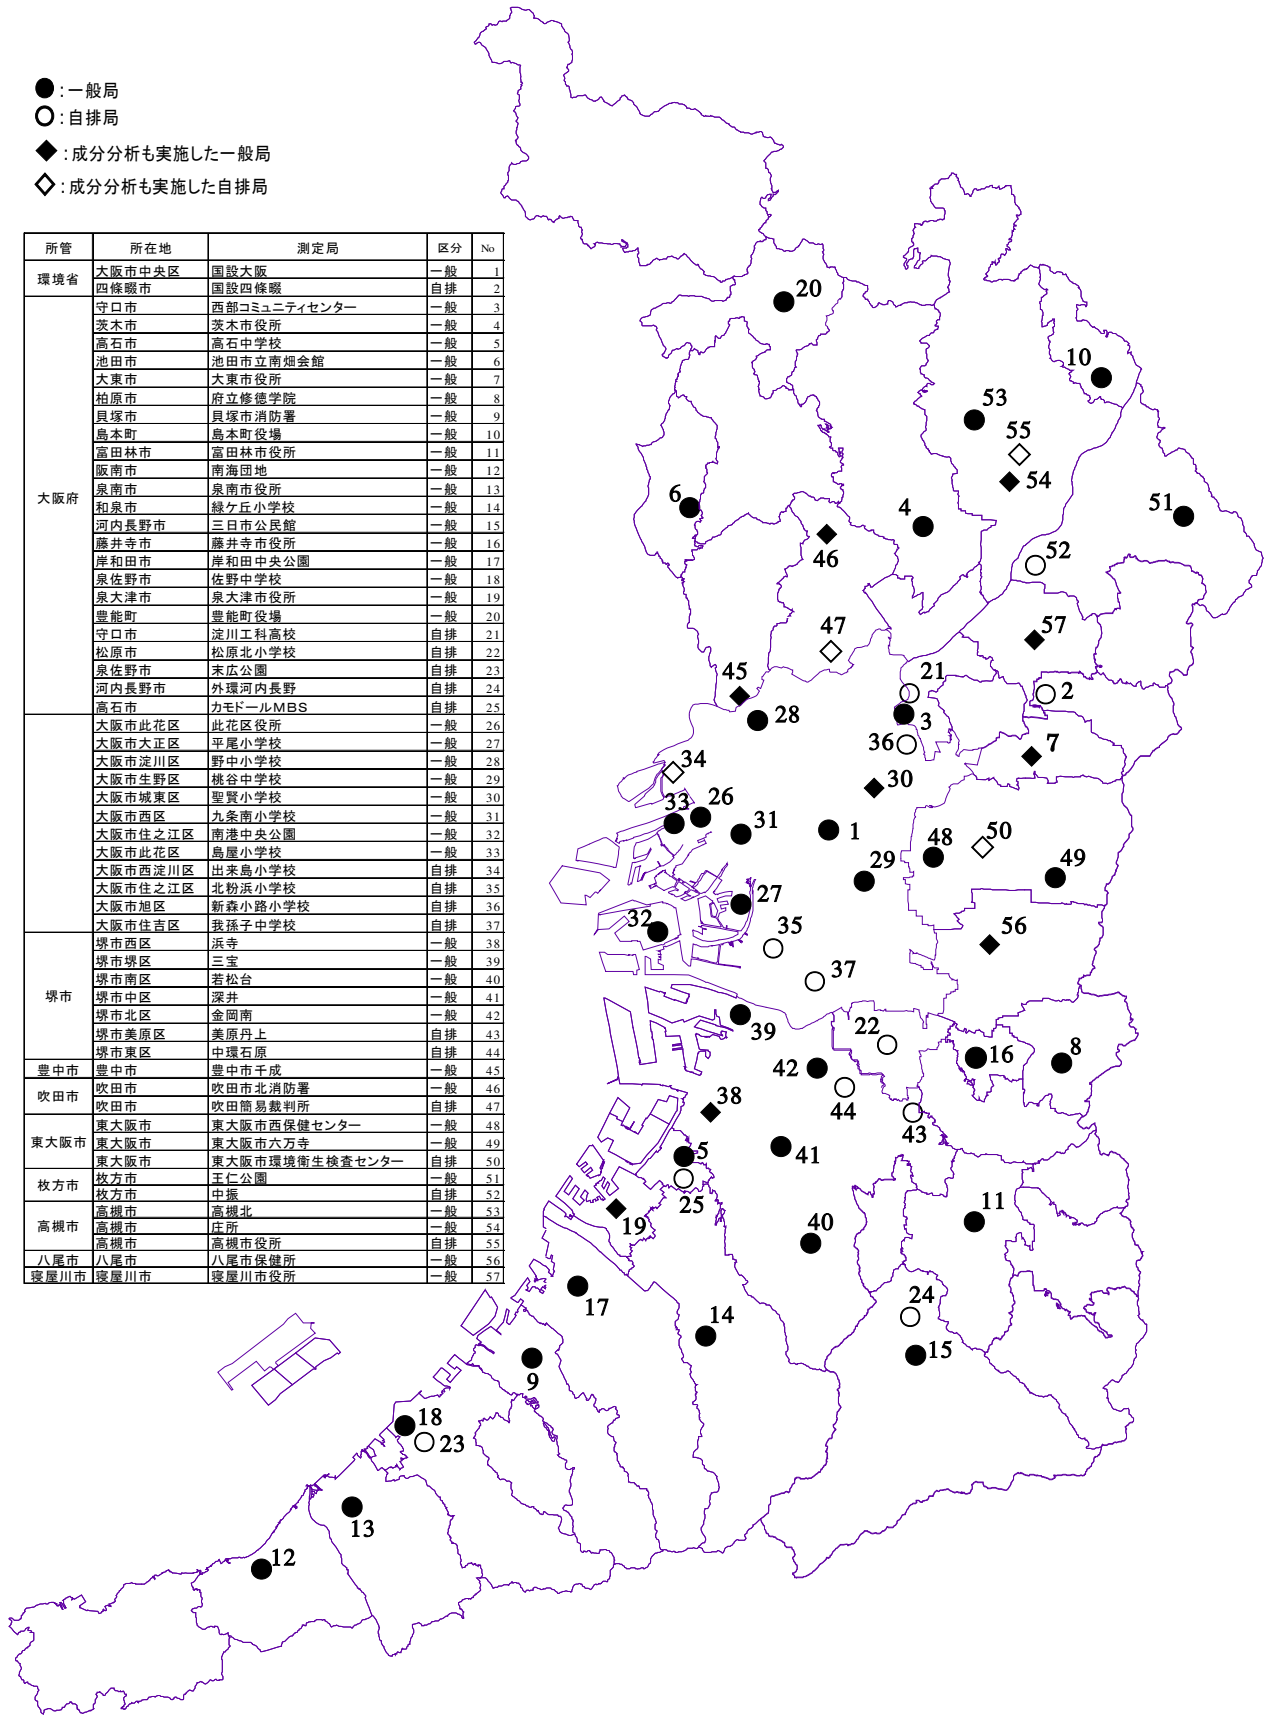 ●:一般局
○:自排局
◆:成分分析も実施した一般局
◇:成分分析も実施した自排局
所管 所在地 測定局 区分 No
環境省 大阪市中央区 国設大阪 一般 1
四條畷市 国設四條畷 自排 2
大阪府 守口市 西部コミュニティセンター 一般 3
茨木市 茨木市役所 一般 4
高石市 高石中学校 一般 5
池田市 池田市立南畑会館 一般 6
大東市 大東市役所 一般 7
柏原市 府立修徳学院 一般 8
貝塚市 貝塚市消防署 一般 9
島本町 島本町役場 一般 10
富田林市 富田林市役所 一般 11
阪南市 南海団地 一般 12
泉南市 泉南市役所 一般 13
和泉市 緑ケ丘小学校 一般 14
河内長野市 三日市公民館 一般 15
藤井寺市 藤井寺市役所 一般 16
岸和田市 岸和田中央公園 一般 17
泉佐野市 佐野中学校 一般 18
泉大津市 泉大津市役所 一般 19
豊能町 豊能町役場 一般 20
守口市 淀川工科高校 自排 21
松原市 松原北小学校 自排 22
泉佐野市 末広公園 自排 23
河内長野市 外環河内長野 自排 24
高石市 カモドールMBS 自排 25
大阪市此花区 此花区役所 一般 26
大阪市大正区 平尾小学校 一般 27
大阪市淀川区 野中小学校 一般 28
大阪市生野区 桃谷中学校 一般 29
大阪市城東区 聖賢小学校 一般 30
大阪市西区 九条南小学校 一般 31
大阪市住之江区 南港中央公園 一般 32
大阪市此花区 島屋小学校 一般 33
大阪市西淀川区 出来島小学校 自排 34
大阪市住之江区 北粉浜小学校 自排 35
大阪市旭区 新森小路小学校 自排 36
大阪市住吉区 我孫子中学校 自排 37
堺市 堺市西区 浜寺 一般 38
堺市堺区 三宝 一般 39
堺市南区 若松台 一般 40
堺市中区 深井 一般 41
堺市北区 金岡南 一般 42
堺市美原区 美原丹上 自排 43
堺市東区 中環石原 自排 44
豊中市 豊中市 豊中市千成 一般 45
吹田市 吹田市 吹田市北消防署 一般 46
吹田市 吹田簡易裁判所 自排 47
東大阪市 東大阪市 東大阪市西保健センター 一般 48
東大阪市 東大阪市六万寺 一般 49
東大阪市 東大阪市環境衛生検査センター 自排 50
枚方市 枚方市 王仁公園 一般 51
枚方市 中振 自排 52
高槻市 高槻市 高槻北 一般 53
高槻市 庄所 一般 54
高槻市 高槻市役所 自排 55
八尾市 八尾市 八尾市保健所 一般 56
寝屋川市 寝屋川市 寝屋川市役所 一般 57
20
10
53
55
54
6
4
51
46
52
57
47
45
21
2
28
3
36
7
34
30
33
26
31
1
50
48
29
49
27
32
35
56
37
39
22
16
8
42
44
38
43
5
41
25
19
11
40
17
24
14
15
9
18
23
13
12